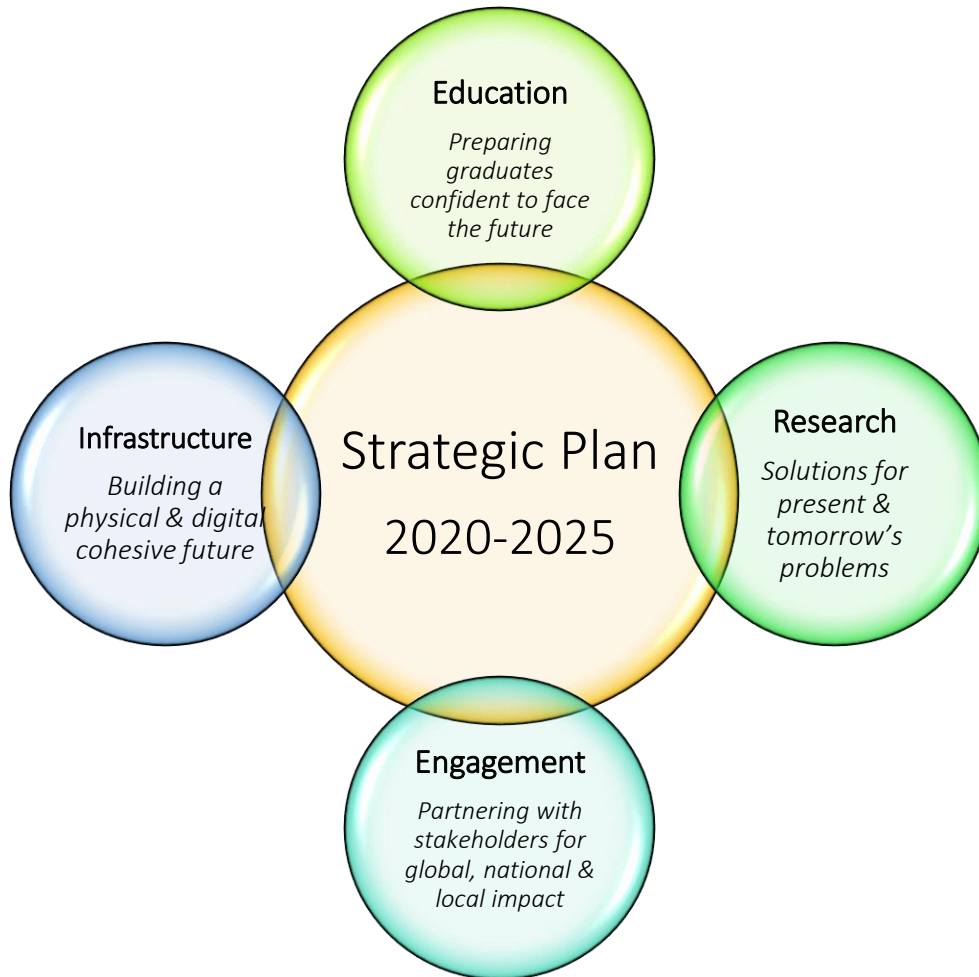 Education
Preparing
graduates
confident to face
the future
Infrastructure
Building a
physical & digital
cohesive future
Strategic Plan
2020-2025
Research
Solutions for
present &
tomorrow’s
problems
Engagement
Partnering with
stakeholders for
global, national &
local impact